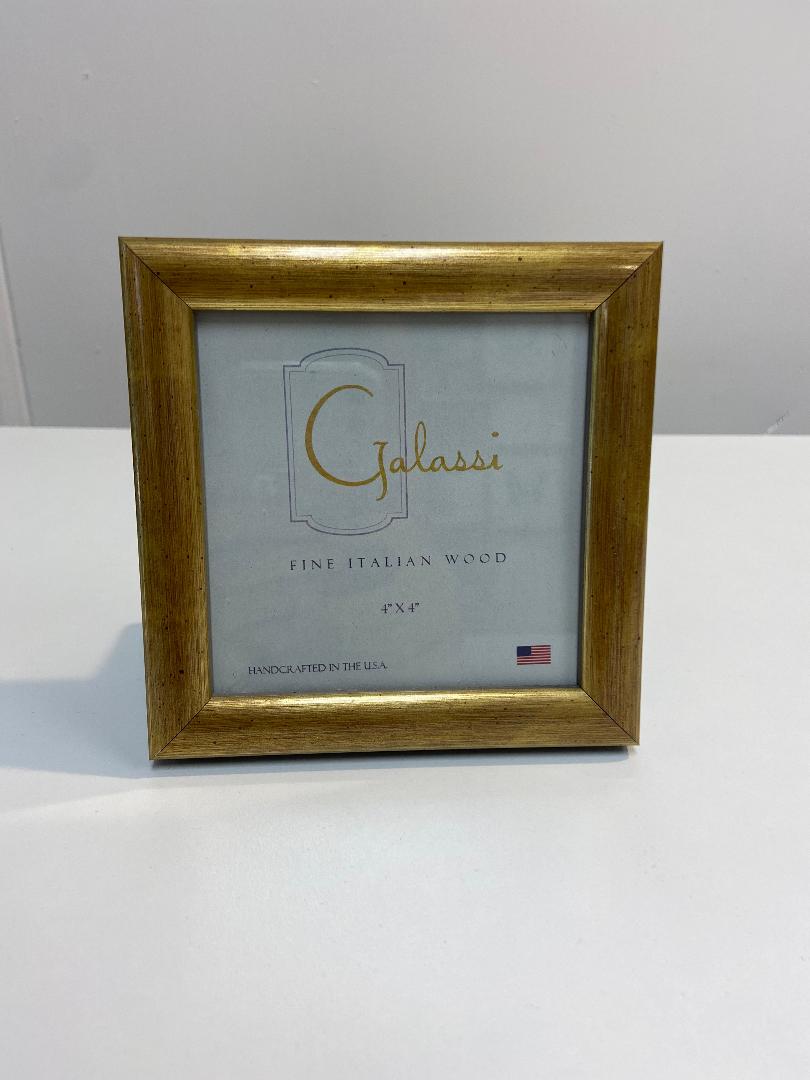 Galassi
FINE ITALIAN WOOD
4" X 4"
HANDCRAFTED IN THE U.S.A.